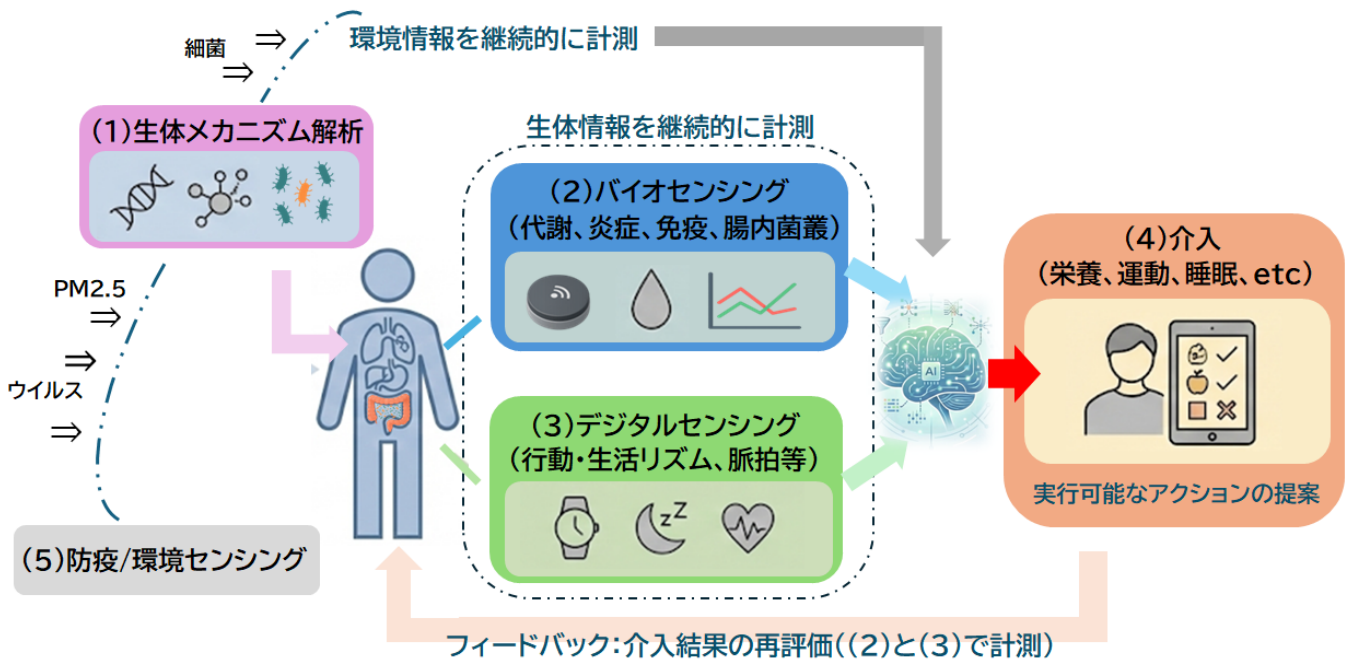 細菌
環境情報を継続的に計測
(1)生体メカニズム解析
生体情報を継続的に計測
(2)バイオセンシング
(代謝、炎症、免疫、腸内菌叢)
(4)介入
(栄養、運動、睡眠、etc)
PM2.5
ウイルス
AI
(3)デジタルセンシング
(行動・生活リズム、脈拍等)
zZ
実行可能なアクションの提案
(5)防疫/環境センシング
フィードバック:介入結果の再評価((2)と(3)で計測)